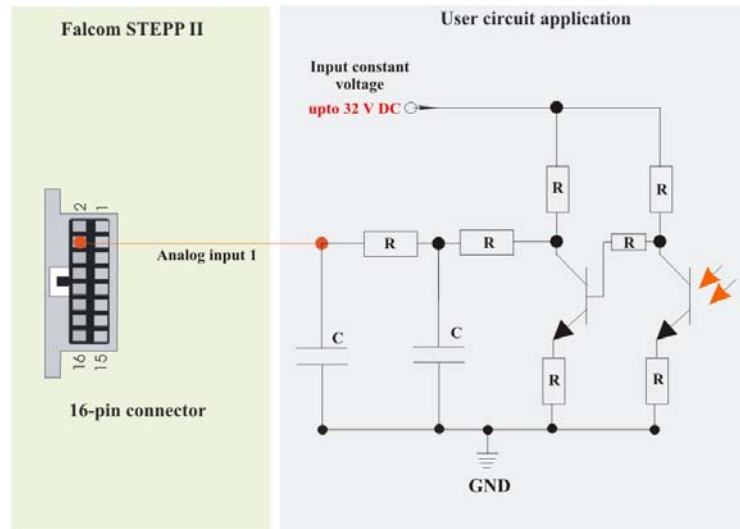 Falcom STEPP II
User circuit application
Input constant
voltage
upto 32 V DC
R
R
2
1
R
R
R
Analog input 1
C
C
R
R
16
15
16-pin connector
GND